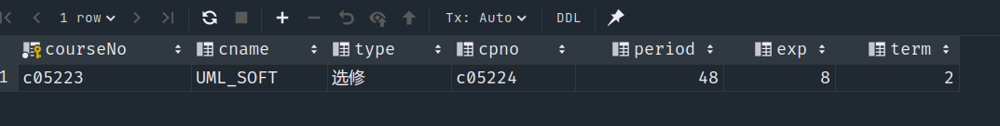 1 row Tx: Auto DDL
courseNo cname type cpno period exp term
1 c05223 UML_SOFT 选修 c05224 48 8 2